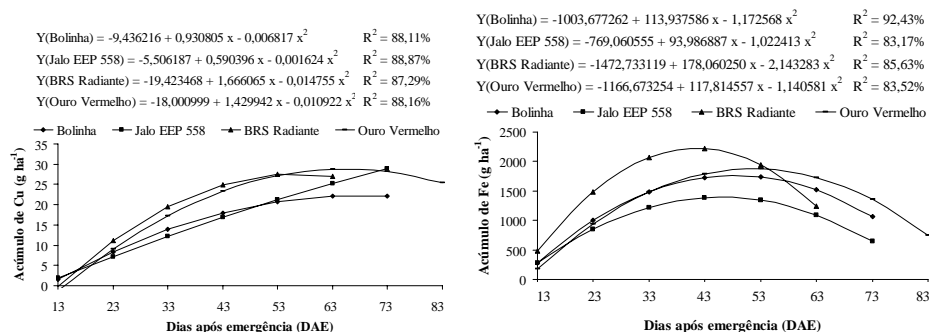 Y(Bolinha) = -9,436216 + 0,930805 x - 0,006817 x² R² = 88,11%
Y(Jalo EEP 558) = -5,506187 + 0,590396 x - 0,001624 x² R² = 88,87%
Y(BRS Radiante) = -19,423468 + 1,666065 x - 0,014755 x² R² = 87,29%
Y(Ouro Vermelho) = -18,000999 + 1,429942 x - 0,010922 x² R² = 88,16%
Bolinha Jalo EEP 558 BRS Radiante Ouro Vermelho
Acúmulo de Cu (g ha⁻¹)
35
30
25
20
15
10
5
0
13 23 33 43 53 63 73 83
Dias após emergência (DAE)
Y(Bolinha) = -1003,677262 + 113,937586 x - 1,172568 x² R² = 92,43%
Y(Jalo EEP 558) = -769,060555 + 93,986887 x - 1,022413 x² R² = 83,17%
Y(BRS Radiante) = -1472,733119 + 178,060250 x - 2,143283 x² R² = 85,63%
Y(Ouro Vermelho) = -1166,673254 + 117,814557 x - 1,140581 x² R² = 83,52%
Bolinha Jalo EEP 558 BRS Radiante Ouro Vermelho
Acúmulo de Fe (g ha⁻¹)
2500
2000
1500
1000
500
0
13 23 33 43 53 63 73 83
Dias após emergência (DAE)